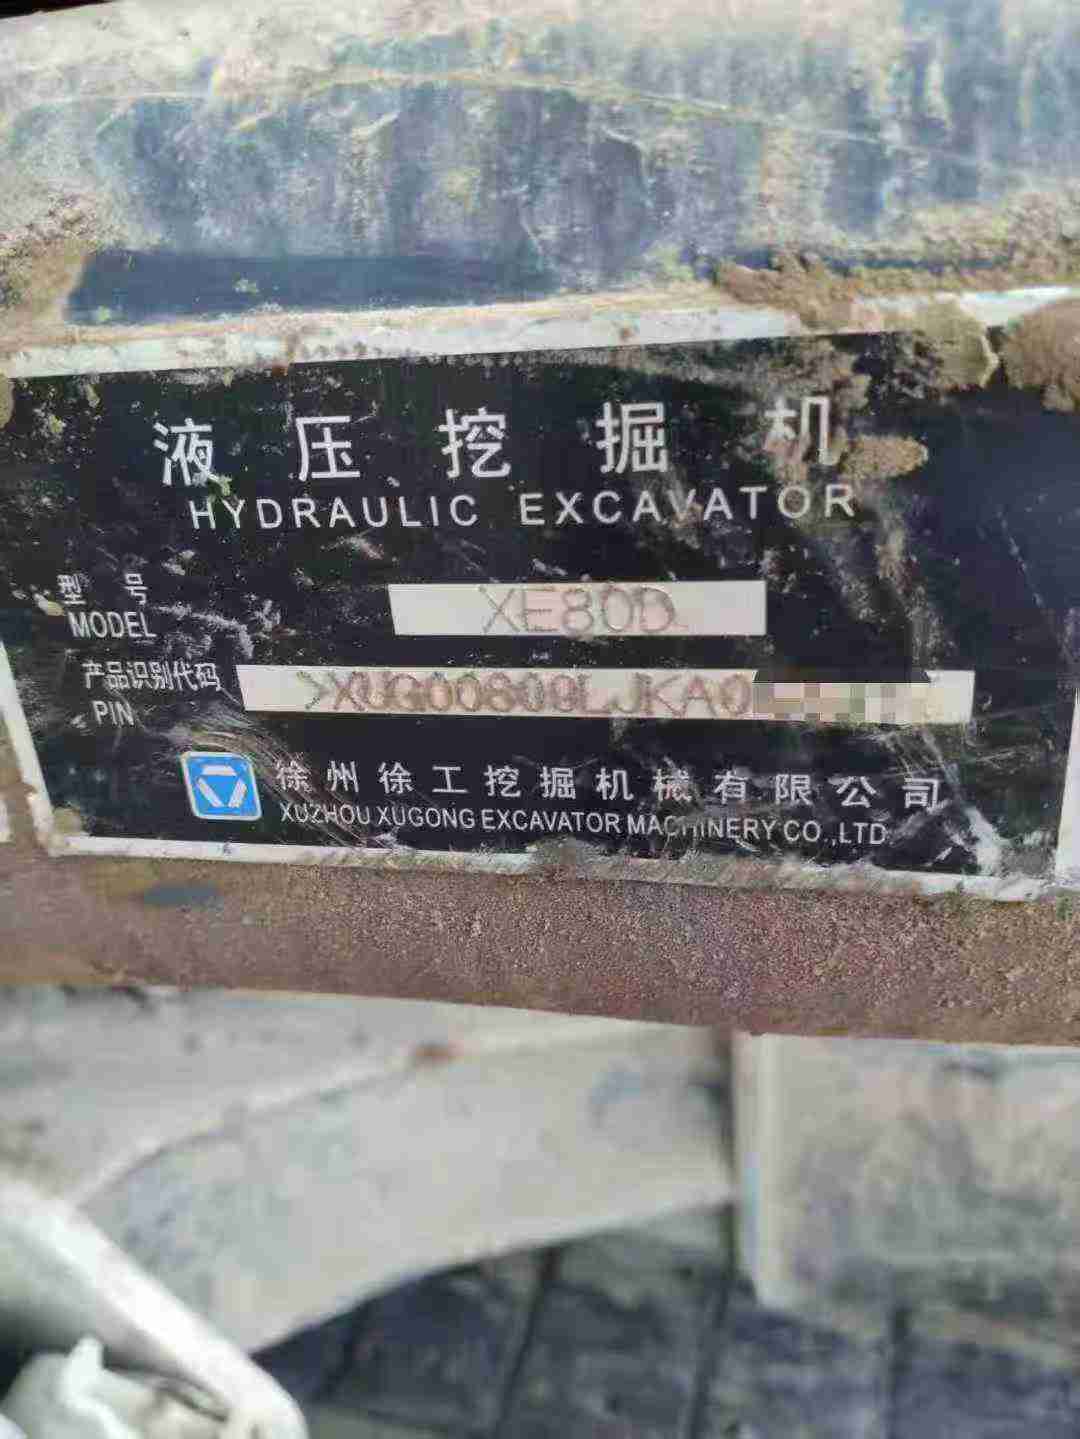 液压挖掘机
HYDRAULIC EXCAVATOR
型号 XE80D
MODEL
产品识别代码 >XUG00809LJKA0
PIN
徐州徐工挖掘机械有限公司
XUZHOU XUGONG EXCAVATOR MACHINERY CO.,LTD